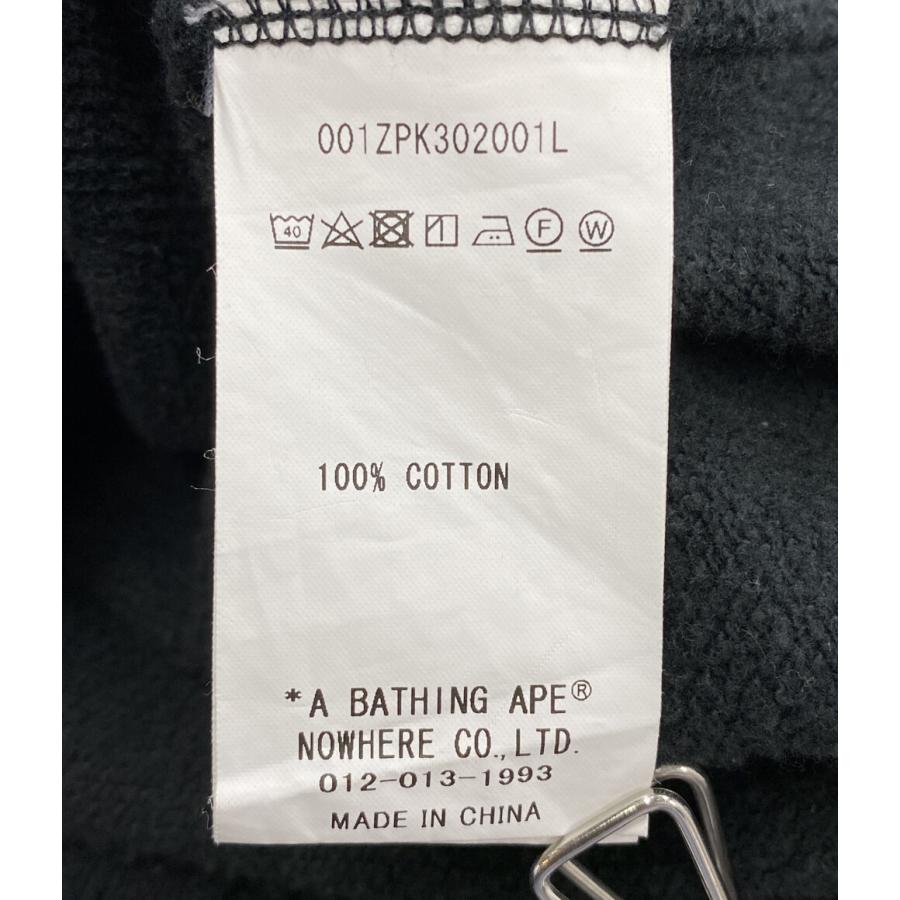 001ZPK302001L
40 F W
100% COTTON
*A BATHING APE®
NOWHERE CO., LTD.
012-013-1993
MADE IN CHINA